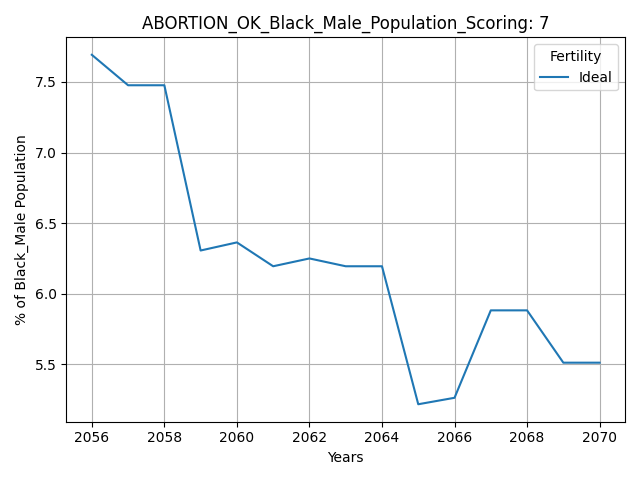 ABORTION_OK_Black_Male_Population_Scoring: 7
Fertility
Ideal
% of Black_Male Population
7.5
7.0
6.5
6.0
5.5
2056 2058 2060 2062 2064 2066 2068 2070
Years